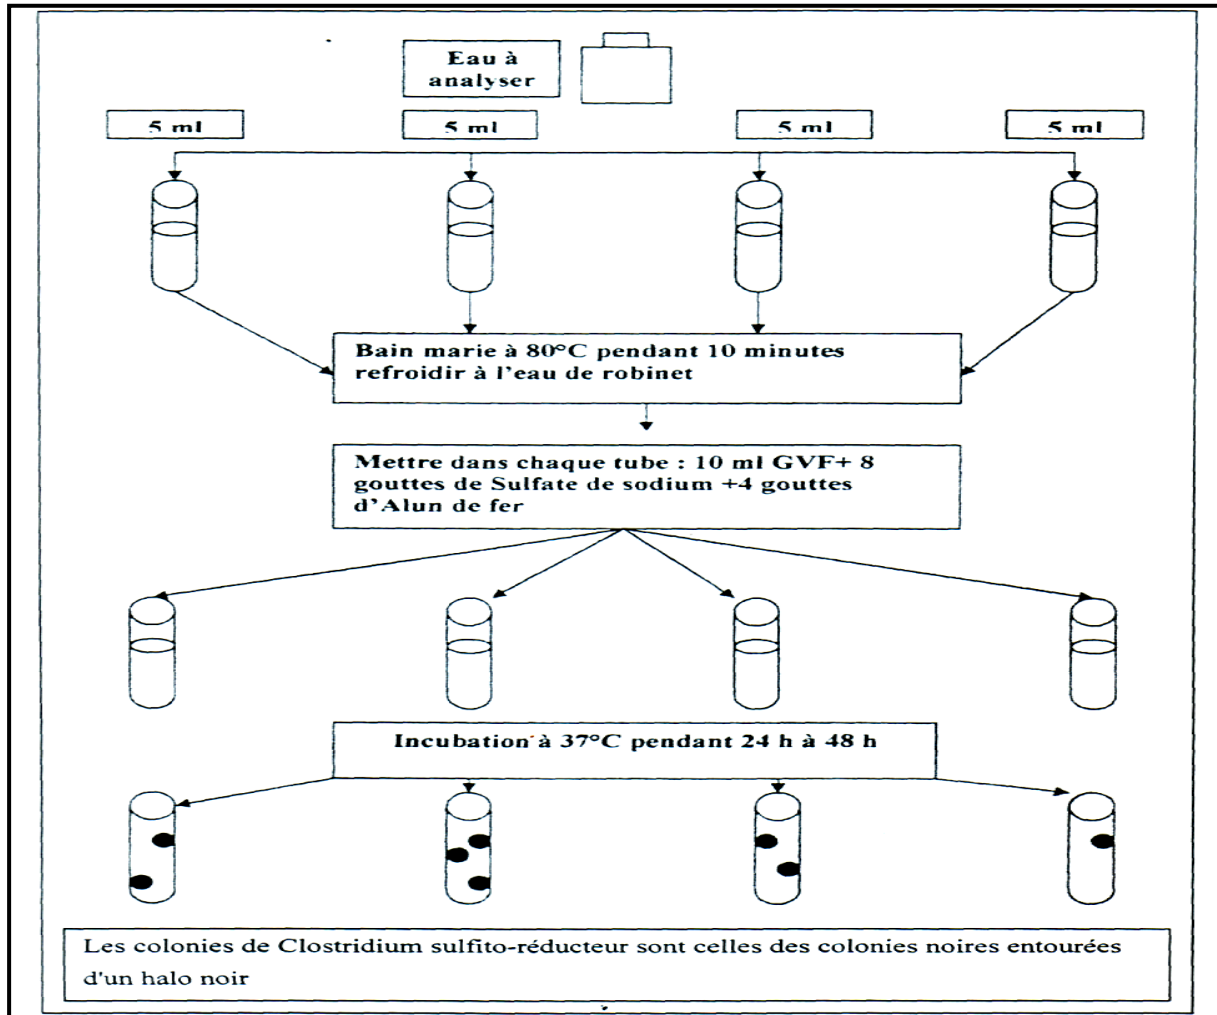 Eau à
analyser
5 ml
5 ml
5 ml
5 ml
Bain marie à 80°C pendant 10 minutes
refroidir à l'eau de robinet
Mettre dans chaque tube : 10 ml GVF+ 8
gouttes de Sulfate de sodium +4 gouttes
d'Alun de fer
Incubation à 37°C pendant 24 h à 48 h
Les colonies de Clostridium sulfito-réducteur sont celles des colonies noires entourées
d'un halo noir